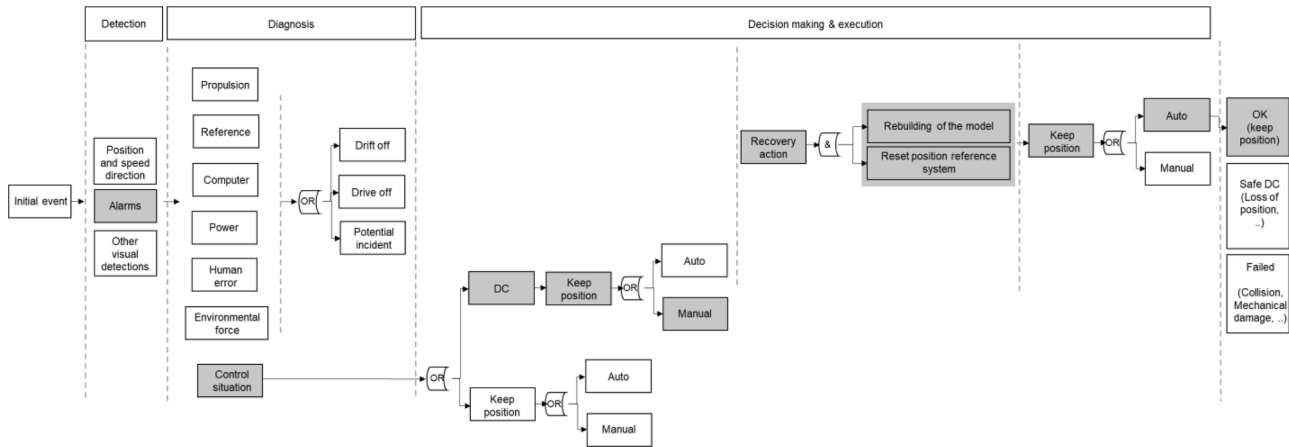 Detection
Diagnosis
Decision making & execution
Initial event
Position
and speed
direction
Alarms
Other
visual
detections
Propulsion
Reference
Computer
Power
Human
error
Environmental
force
Control
situation
OR
Drift off
Drive off
Potential
incident
OR
DC
Keep
position
OR
Auto
Manual
Keep
position
OR
Auto
Manual
Recovery
action
&
Rebuilding of the model
Reset position reference
system
Keep
position
OR
Auto
Manual
OK
(keep
position)
Safe DC
(Loss of
position,
..)
Failed
(Collision,
Mechanical
damage, ..)